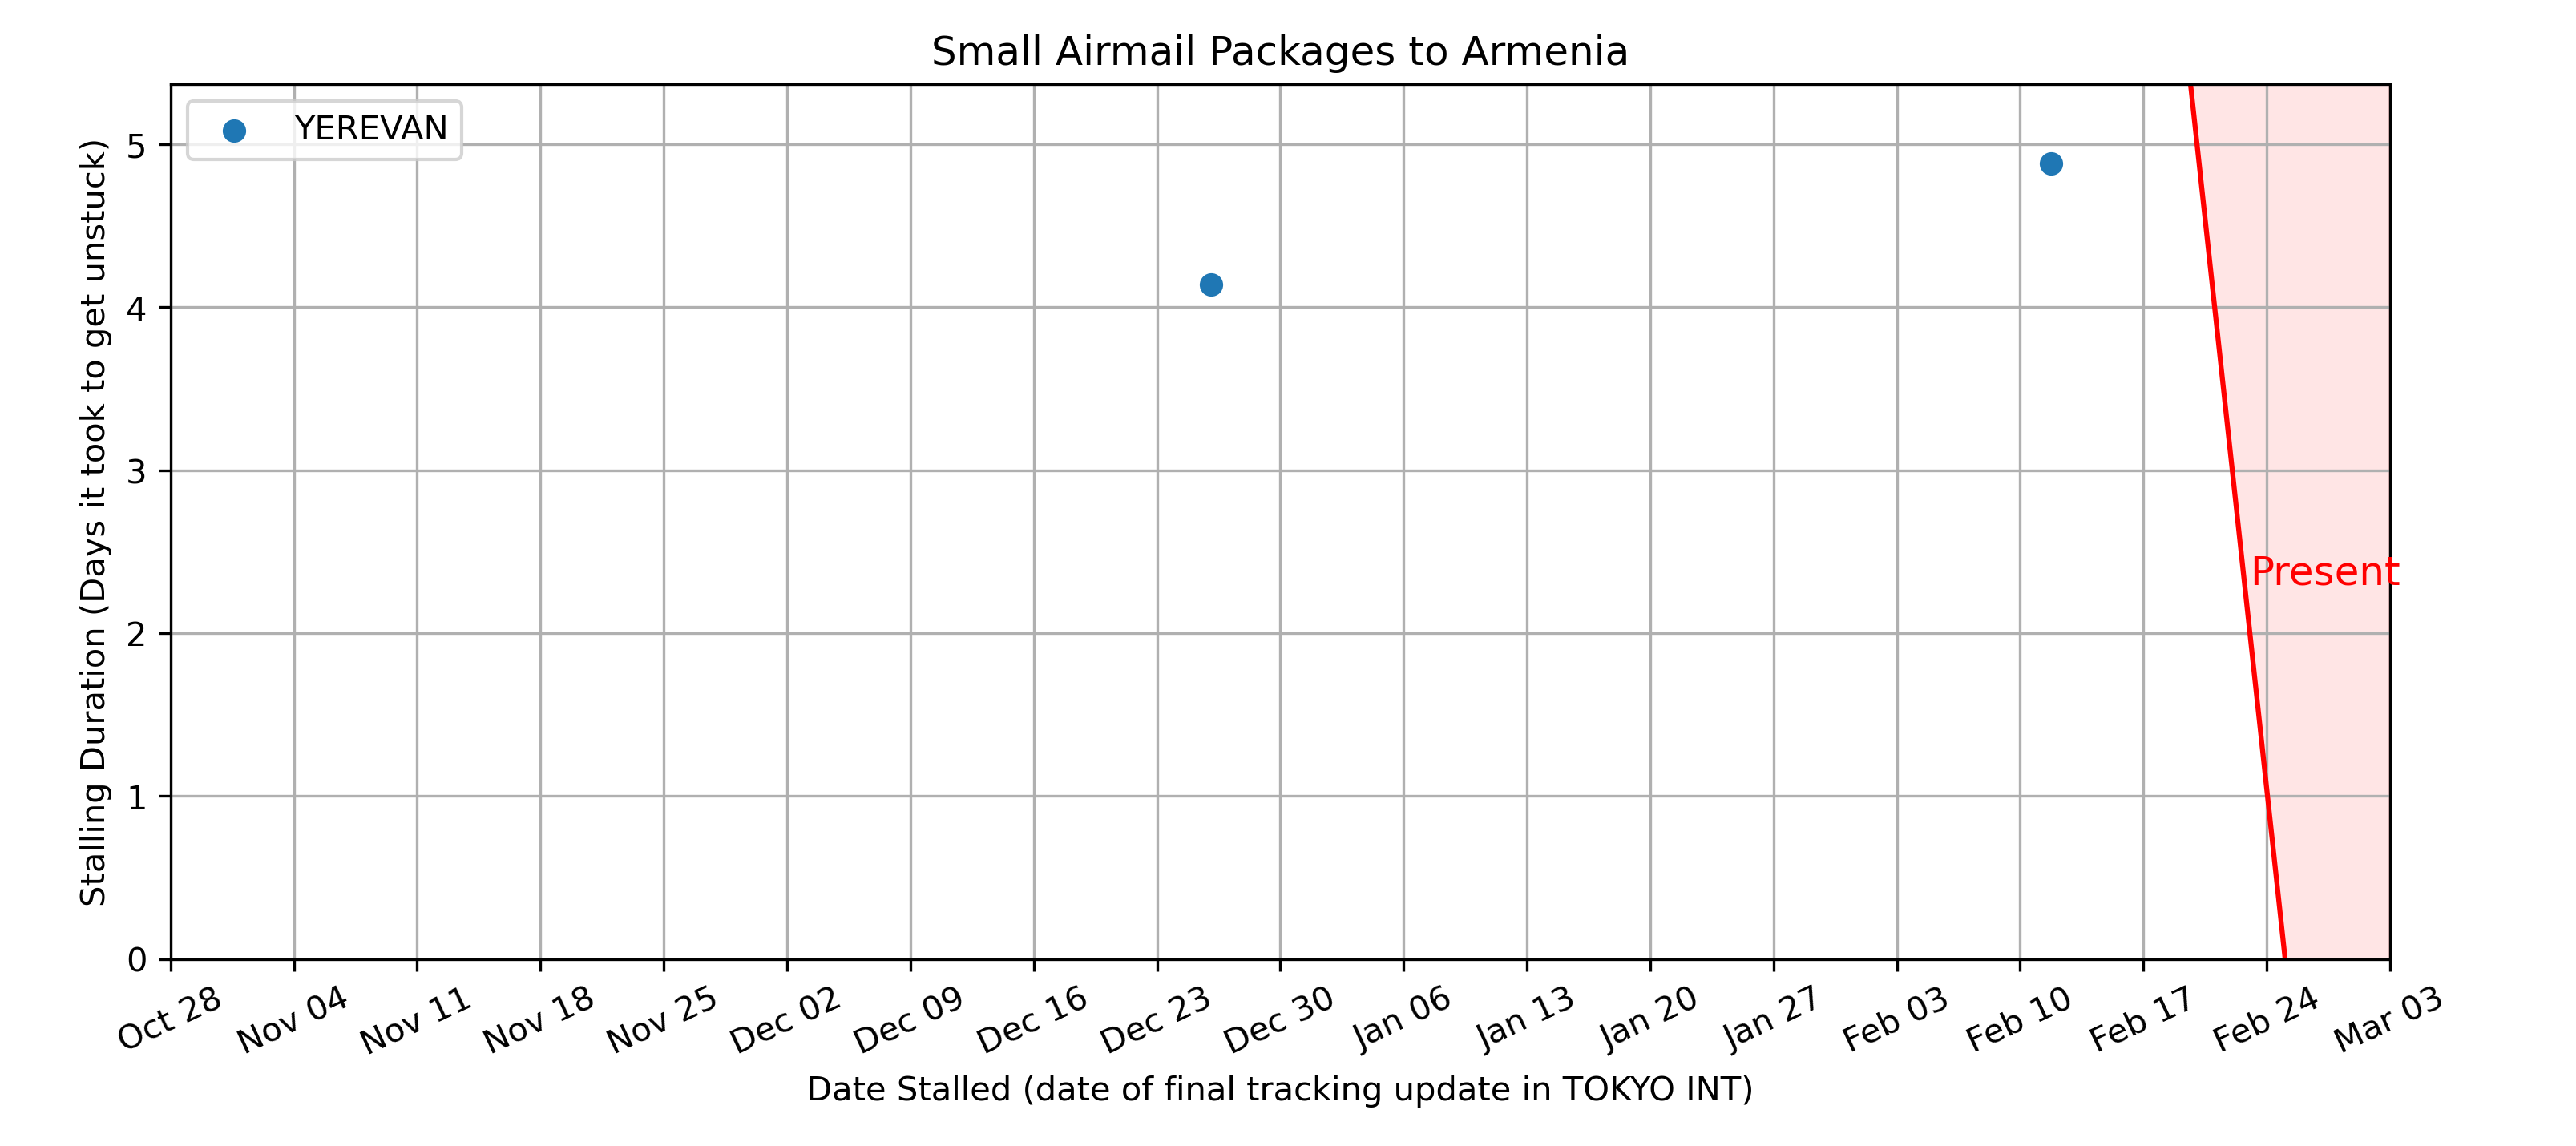 Small Airmail Packages to Armenia
YEREVAN
Stalling Duration (Days it took to get unstuck)
5
4
3
2
1
0
Present
Oct 28
Nov 04
Nov 11
Nov 18
Nov 25
Dec 02
Dec 09
Dec 16
Dec 23
Dec 30
Jan 06
Jan 13
Jan 20
Jan 27
Feb 03
Feb 10
Feb 17
Feb 24
Mar 03
Date Stalled (date of final tracking update in TOKYO INT)